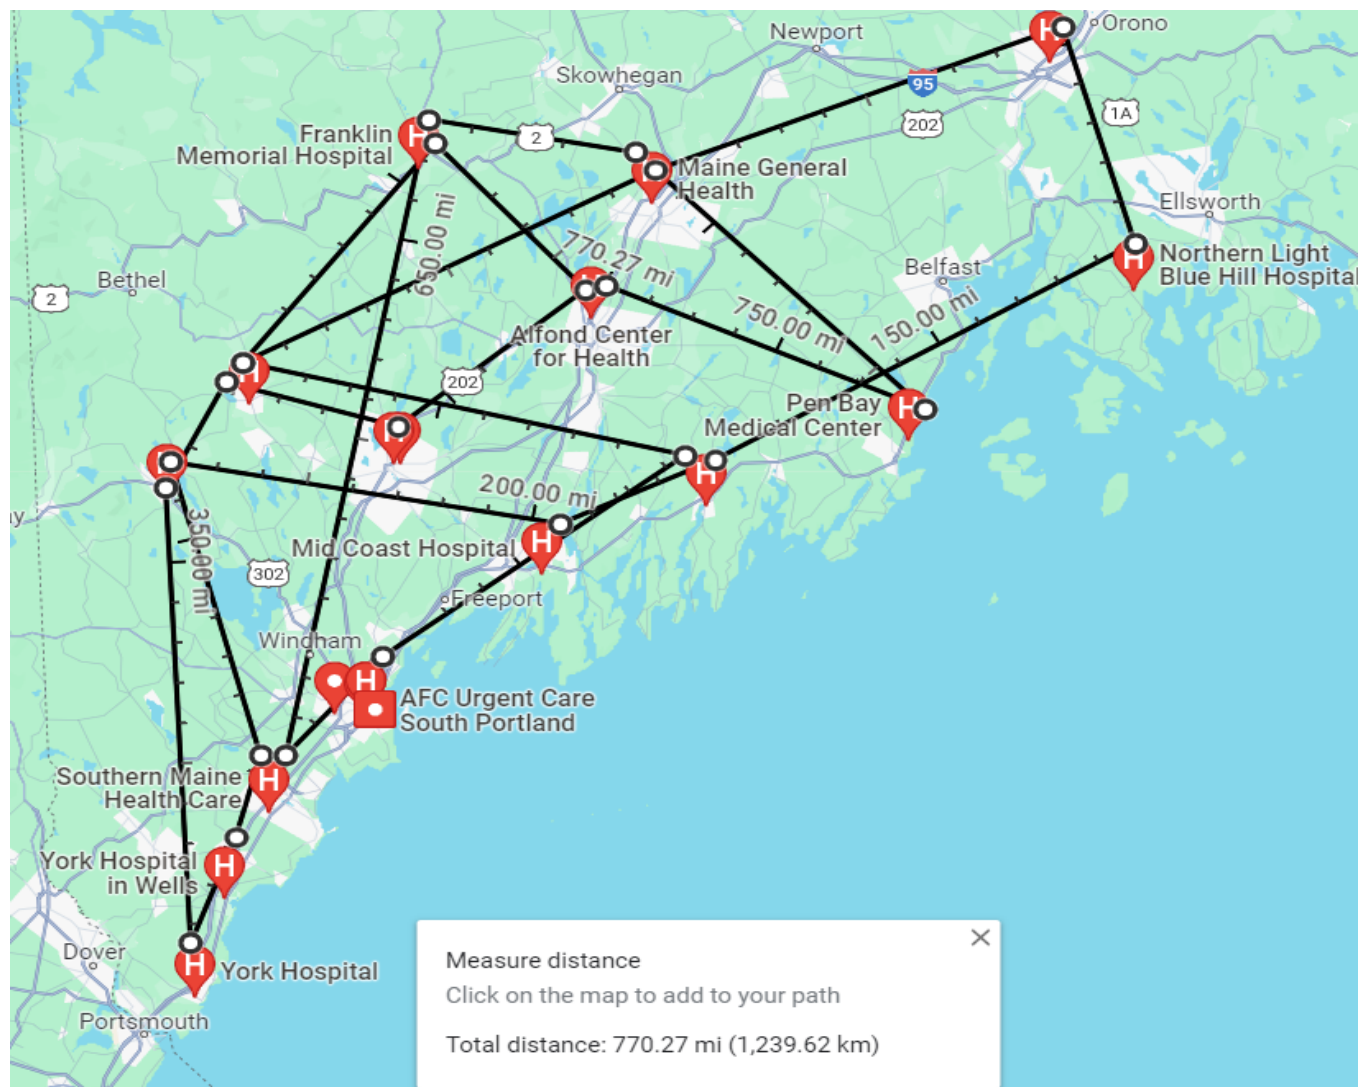 Newport
Orono
Skowhegan
95
1A
202
Franklin
Memorial Hospital
2
Maine General
Health
Ellsworth
650.00 mi
770.27 mi
Northern Light
Blue Hill Hospital
Belfast
Bethel
2
750.00 mi
150.00 mi
Alfond Center
for Health
202
Pen Bay
Medical Center
H
H
H
H
H
H
H
H
H
H
H
200.00 mi
350.00 mi
Mid Coast Hospital
302
Freeport
Windham
AFC Urgent Care
South Portland
Southern Maine
Health Care
York Hospital
in Wells
Dover
York Hospital
Portsmouth
Measure distance
Click on the map to add to your path
Total distance: 770.27 mi (1,239.62 km)